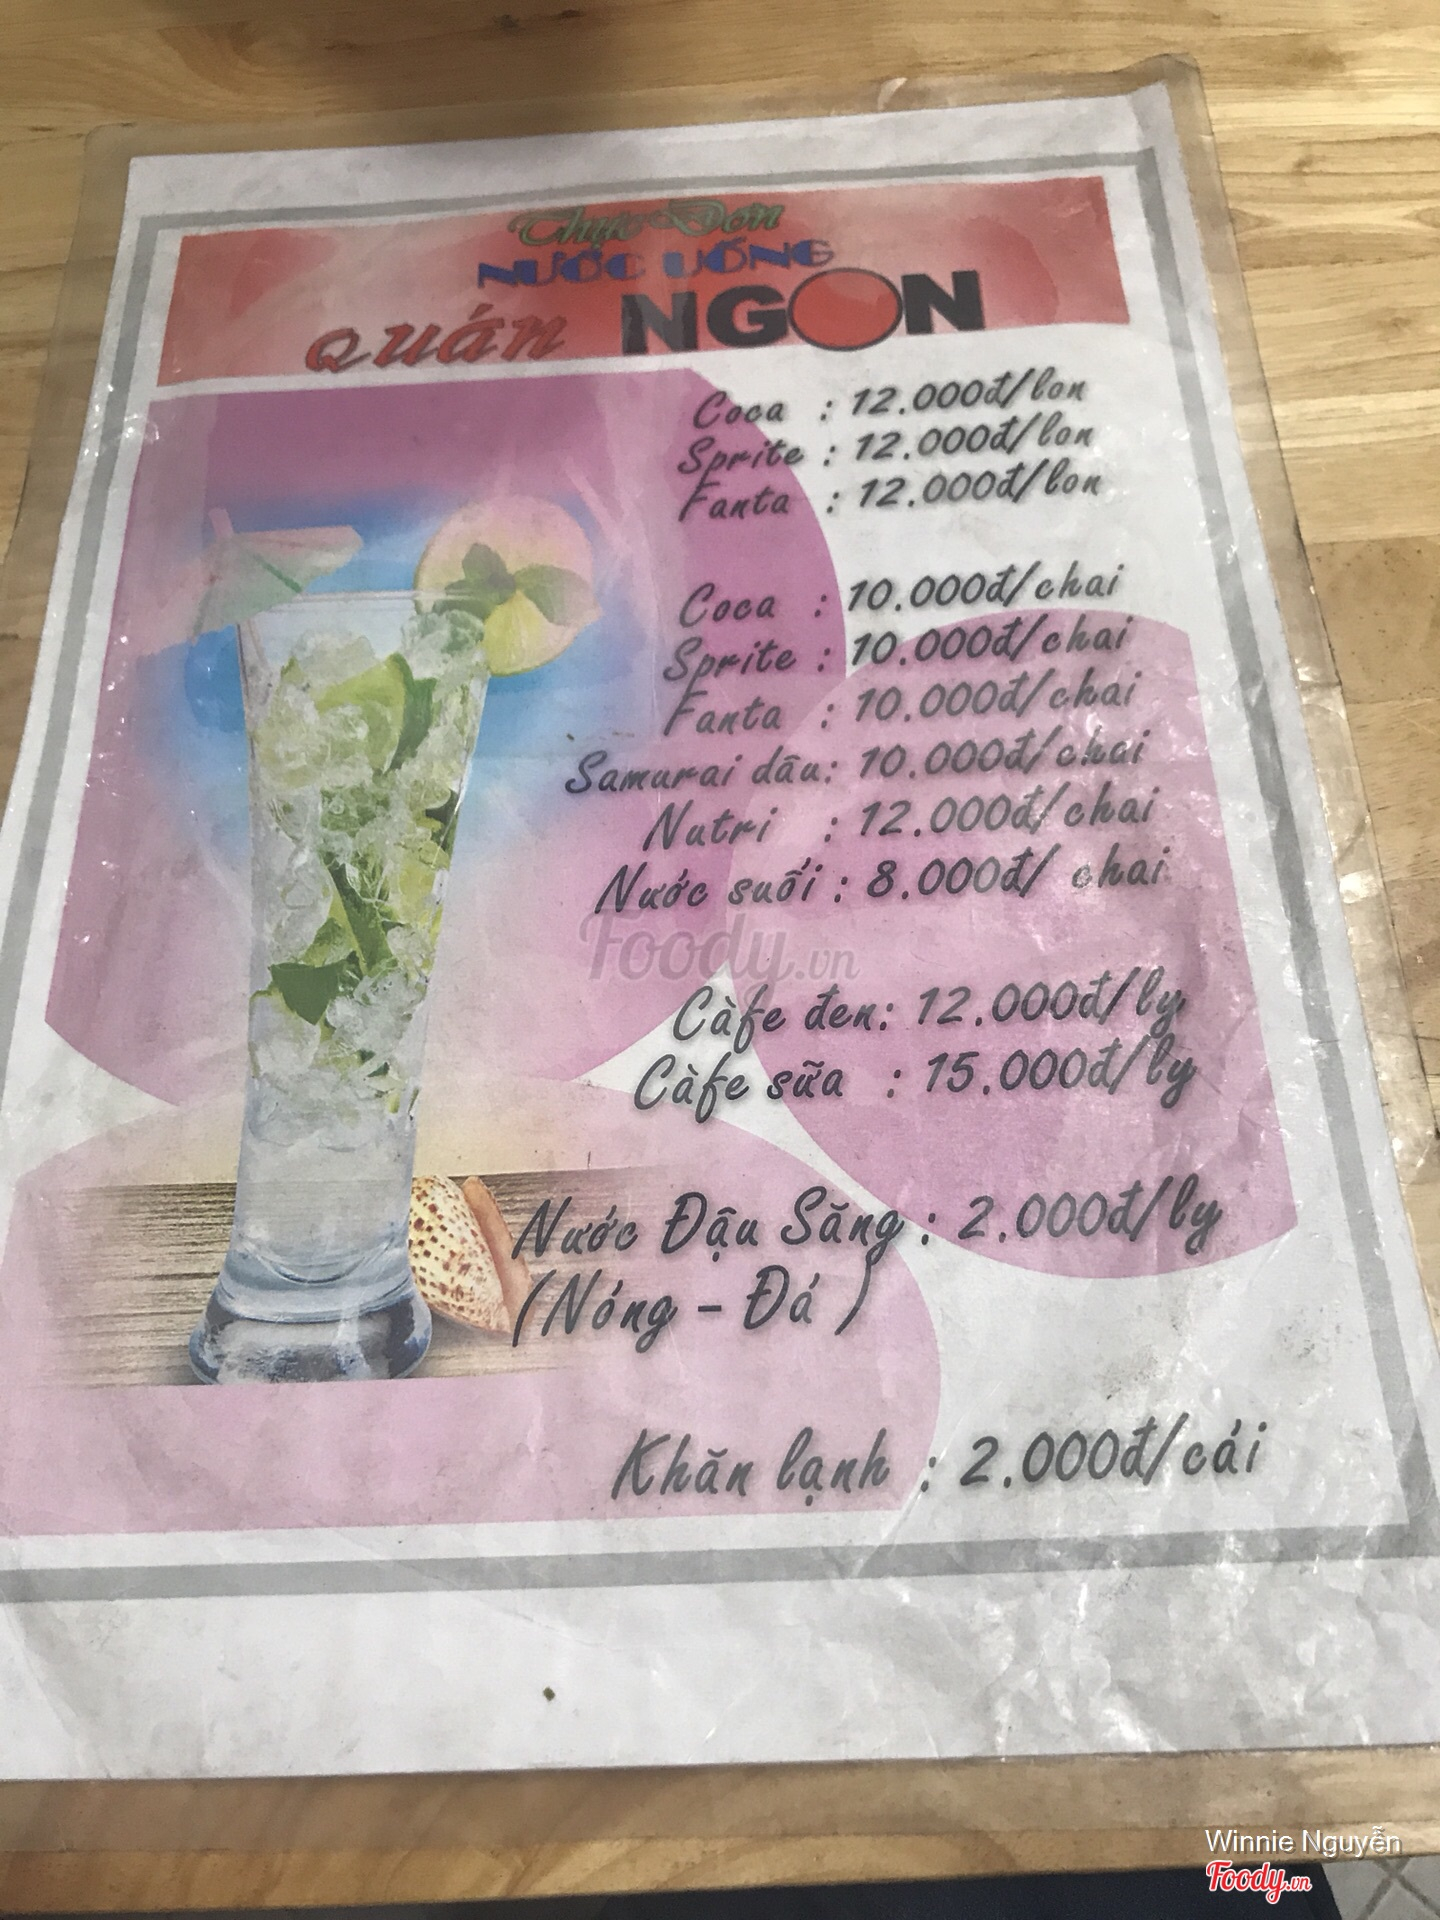 Thực Đơn
NƯỚC UỐNG
QUÁN NGON
Coca : 12.000đ/lon
Sprite : 12.000đ/lon
Fanta : 12.000đ/lon
Coca : 10.000đ/chai
Sprite : 10.000đ/chai
Fanta : 10.000đ/chai
Samurai dâu: 10.000đ/chai
Nutri : 12.000đ/chai
Nước suối : 8.000đ/ chai
Foody.vn
Càfe đen: 12.000đ/ly
Càfe sữa : 15.000đ/ly
Nước Đậu Săng : 2.000đ/ly
(Nóng - Đá )
Khăn lạnh : 2.000đ/cái
Winnie Nguyễn
Foody.vn